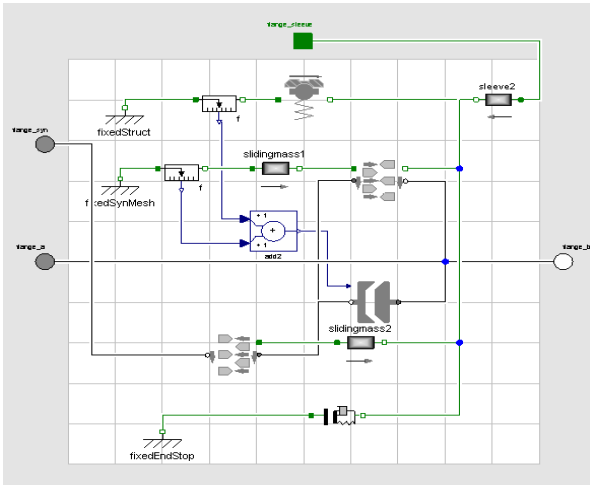 flange_sleeve
sleeve2
f
fixedStruct
flange_syn
slidingmass1
f
fixedSynMesh
+ 1
+
+ 1
add2
flange_a
flange_b
slidingmass2
fixedEndStop